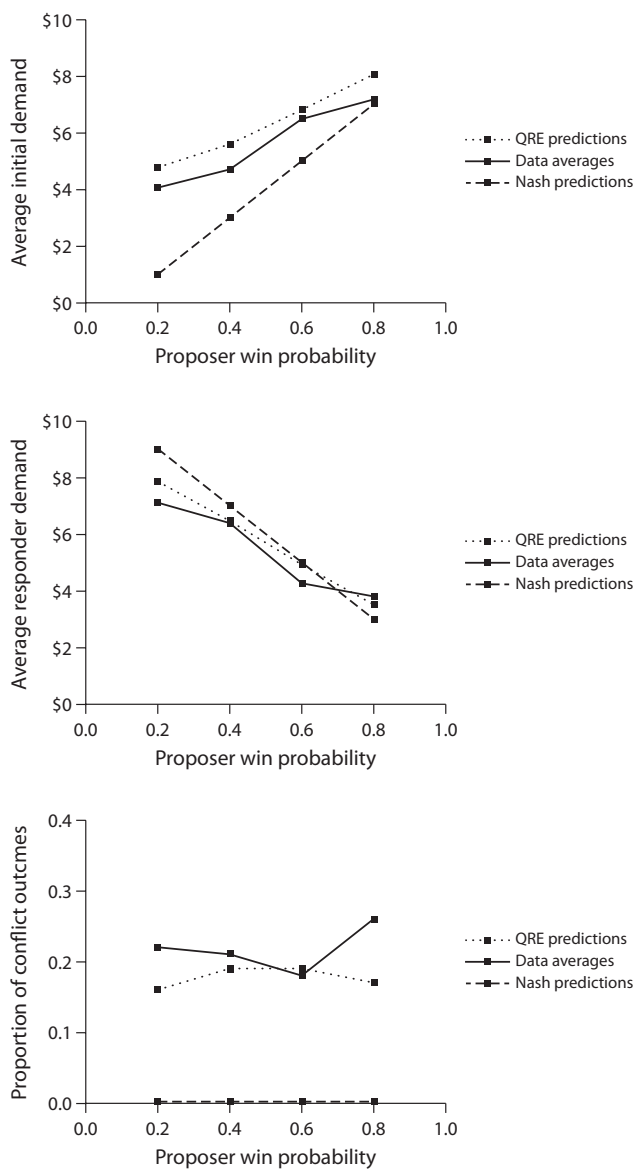 $10
$8
$6
$4
$2
$0
Average initial demand
0.0 0.2 0.4 0.6 0.8 1.0
Proposer win probability
QRE predictions
Data averages
Nash predictions
$10
$8
$6
$4
$2
$0
Average responder demand
0.0 0.2 0.4 0.6 0.8 1.0
Proposer win probability
QRE predictions
Data averages
Nash predictions
0.4
0.3
0.2
0.1
0.0
Proportion of conflict outcmes
0.0 0.2 0.4 0.6 0.8 1.0
Proposer win probability
QRE predictions
Data averages
Nash predictions